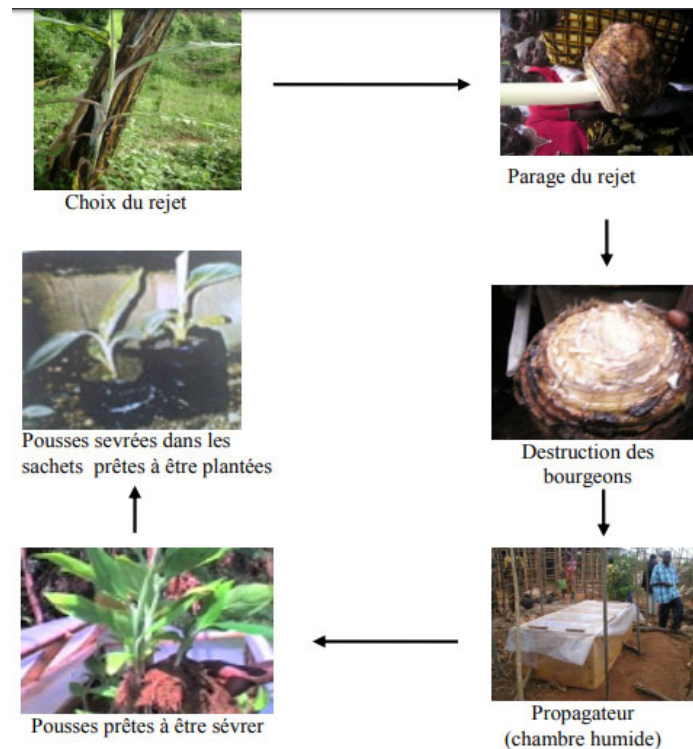 Choix du rejet
Parage du rejet
Destruction des
bourgeons
Propagateur
(chambre humide)
Pousses prêtes à être sévrer
Pousses sevrées dans les
sachets prêtes à être plantées